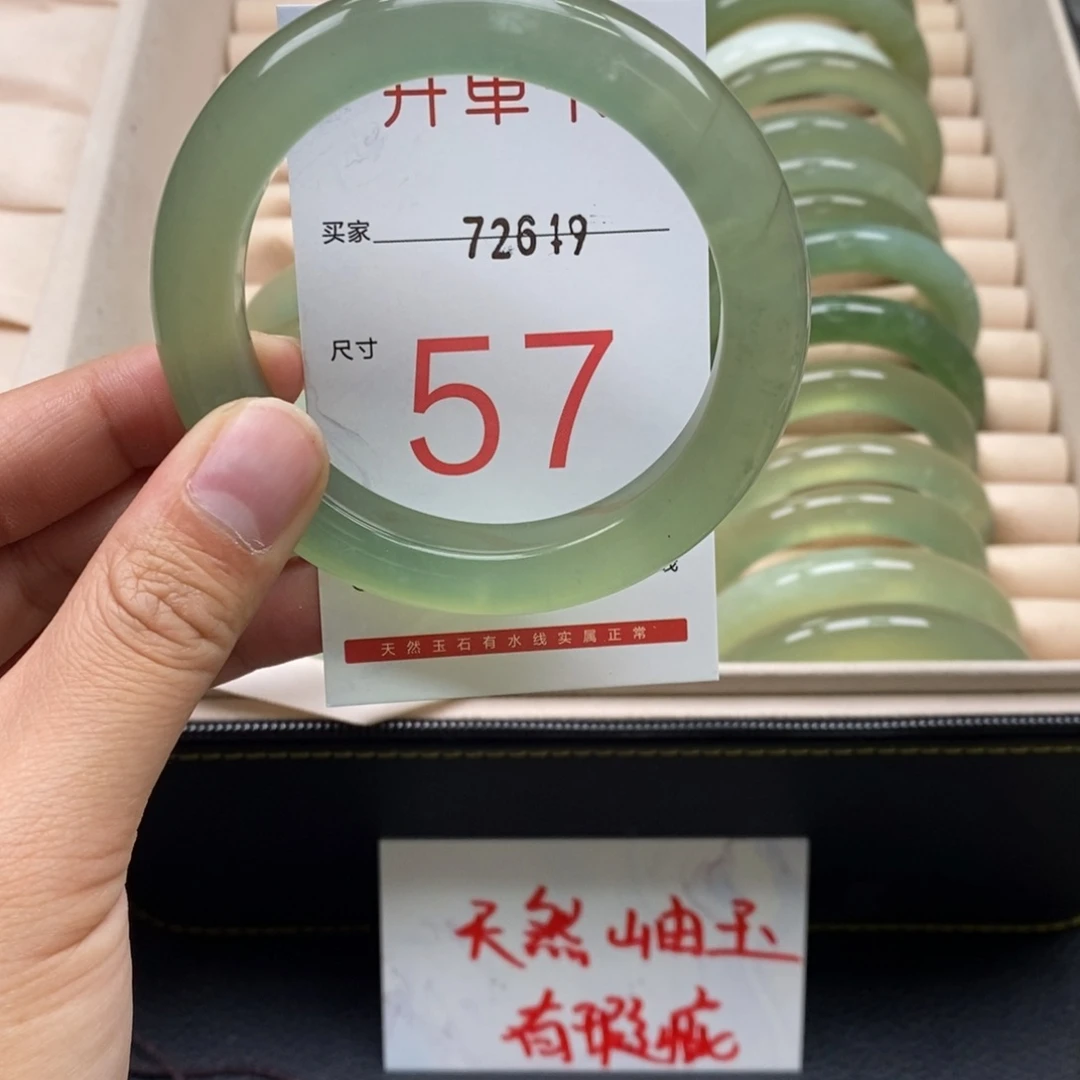 开单卡
买家 72619
尺寸 57
天然玉石有水线实属正常
天然岫玉
有瑕疵